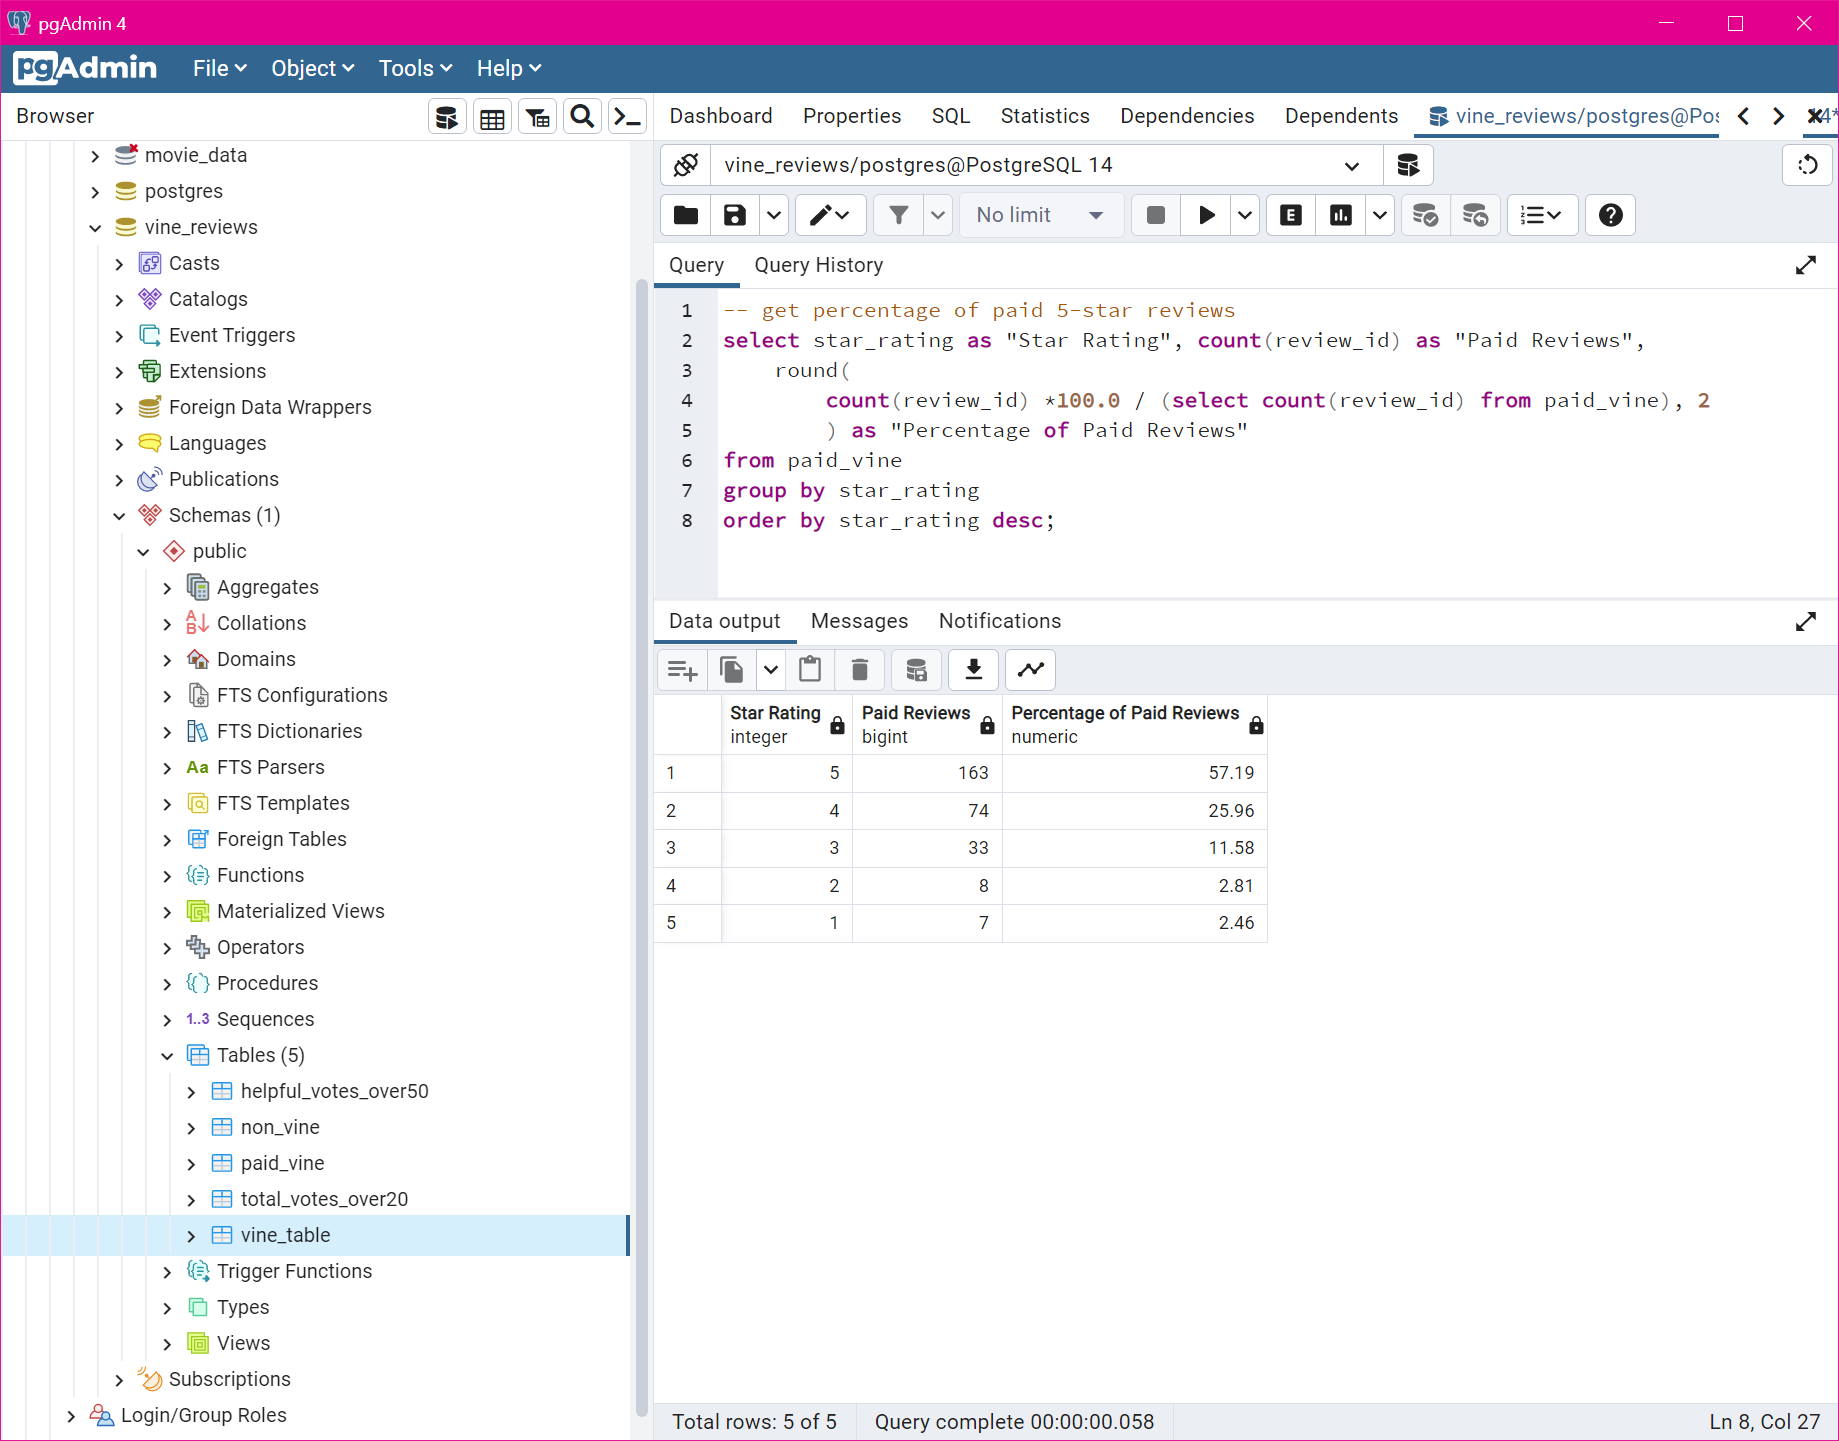 pgAdmin 4
pgAdmin File Object Tools Help
Browser
Dashboard Properties SQL Statistics Dependencies Dependents vine_reviews/postgres@Pos 14*
movie_data
postgres
vine_reviews
Casts
Catalogs
Event Triggers
Extensions
Foreign Data Wrappers
Languages
Publications
Schemas (1)
public
Aggregates
Collations
Domains
FTS Configurations
FTS Dictionaries
Aa FTS Parsers
FTS Templates
Foreign Tables
Functions
Materialized Views
Operators
Procedures
1..3 Sequences
Tables (5)
helpful_votes_over50
non_vine
paid_vine
total_votes_over20
vine_table
Trigger Functions
Types
Views
Subscriptions
Login/Group Roles
vine_reviews/postgres@PostgreSQL 14
No limit E
Query Query History
1 -- get percentage of paid 5-star reviews
2 select star_rating as "Star Rating", count(review_id) as "Paid Reviews",
3 round(
4 count(review_id) *100.0 / (select count(review_id) from paid_vine), 2
5 ) as "Percentage of Paid Reviews"
6 from paid_vine
7 group by star_rating
8 order by star_rating desc;
Data output Messages Notifications
Star Rating Paid Reviews Percentage of Paid Reviews
integer bigint numeric
1 5 163 57.19
2 4 74 25.96
3 3 33 11.58
4 2 8 2.81
5 1 7 2.46
Total rows: 5 of 5 Query complete 00:00:00.058 Ln 8, Col 27